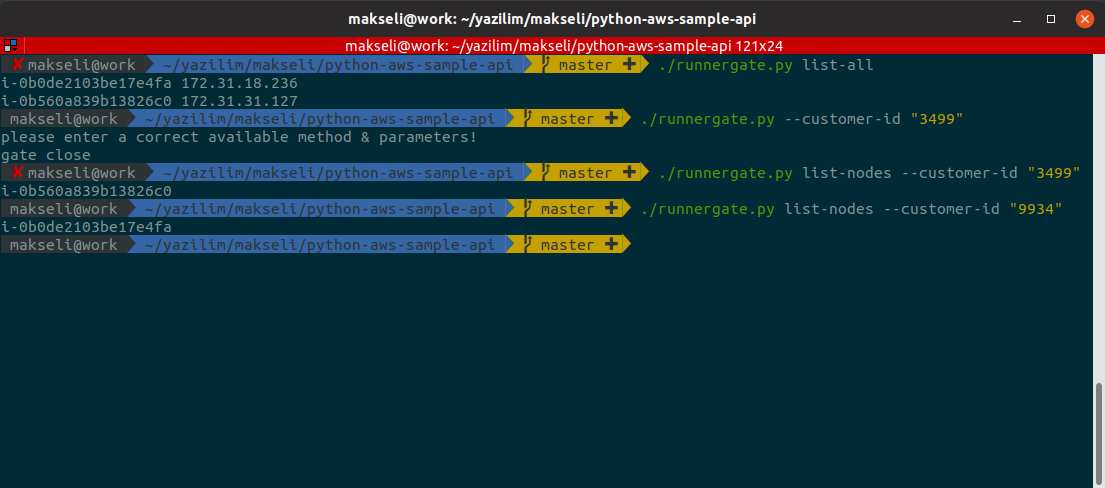 makseli@work: ~/yazilim/makseli/python-aws-sample-api
makseli@work: ~/yazilim/makseli/python-aws-sample-api 121x24
✘ makseli@work ~/yazilim/makseli/python-aws-sample-api master ✚ ./runnergate.py list-all
i-0b0de2103be17e4fa 172.31.18.236
i-0b560a839b13826c0 172.31.31.127
makseli@work ~/yazilim/makseli/python-aws-sample-api master ✚ ./runnergate.py --customer-id "3499"
please enter a correct available method & parameters!
gate close
✘ makseli@work ~/yazilim/makseli/python-aws-sample-api master ✚ ./runnergate.py list-nodes --customer-id "3499"
i-0b560a839b13826c0
makseli@work ~/yazilim/makseli/python-aws-sample-api master ✚ ./runnergate.py list-nodes --customer-id "9934"
i-0b0de2103be17e4fa
makseli@work ~/yazilim/makseli/python-aws-sample-api master ✚